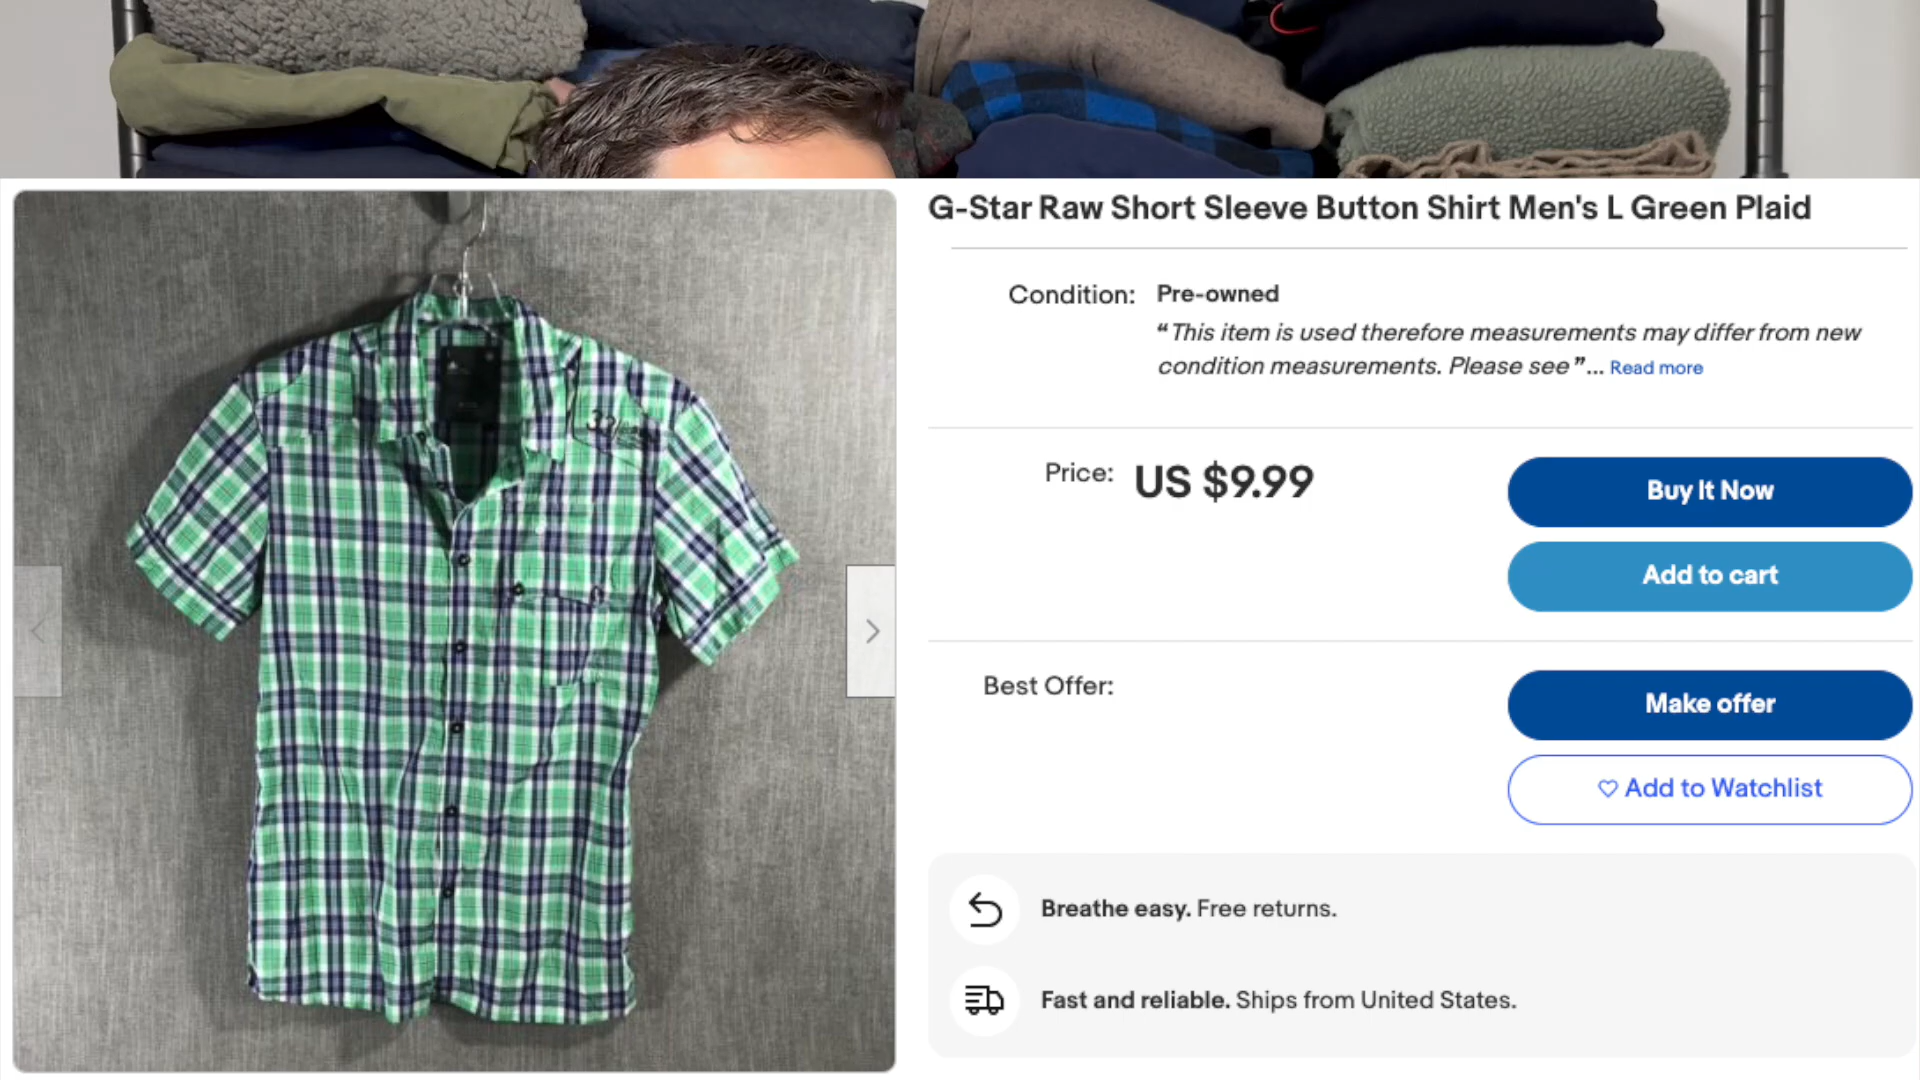 G-Star Raw Short Sleeve Button Shirt Men's L Green Plaid
Condition: Pre-owned
“ This item is used therefore measurements may differ from new
condition measurements. Please see ” ... Read more
Price: US $9.99
Buy It Now
Add to cart
Best Offer:
Make offer
Add to Watchlist
Breathe easy. Free returns.
Fast and reliable. Ships from United States.